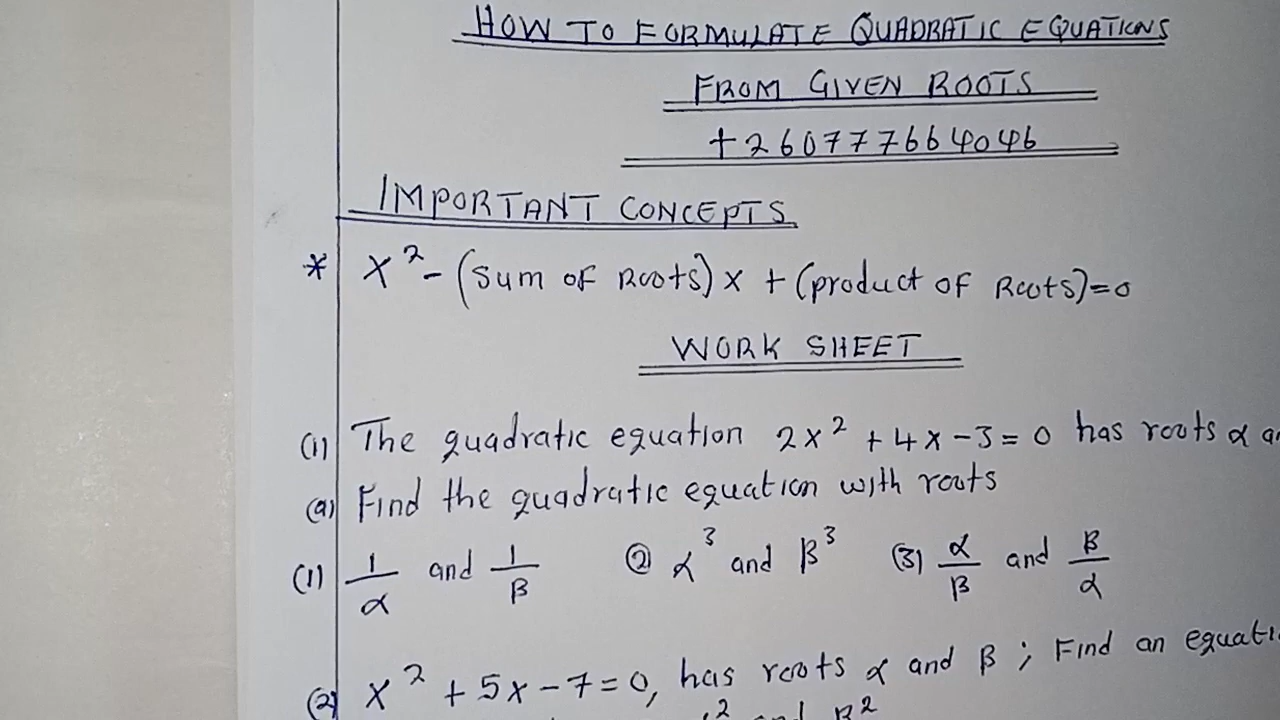 HOW TO FORMULATE QUADRATIC EQUATIONS
FROM GIVEN ROOTS
+260777664046
IMPORTANT CONCEPTS
* x² - (Sum of Roots)x + (product of Roots)=0
WORK SHEET
(1) The quadratic equation 2x² + 4x - 3 = 0 has roots α
(a) Find the quadratic equation with roots
(1) 1/α and 1/β ② α³ and β³ (3) α/β and β/α
(2) x² + 5x - 7 = 0, has roots α and β ; Find an
² and β²